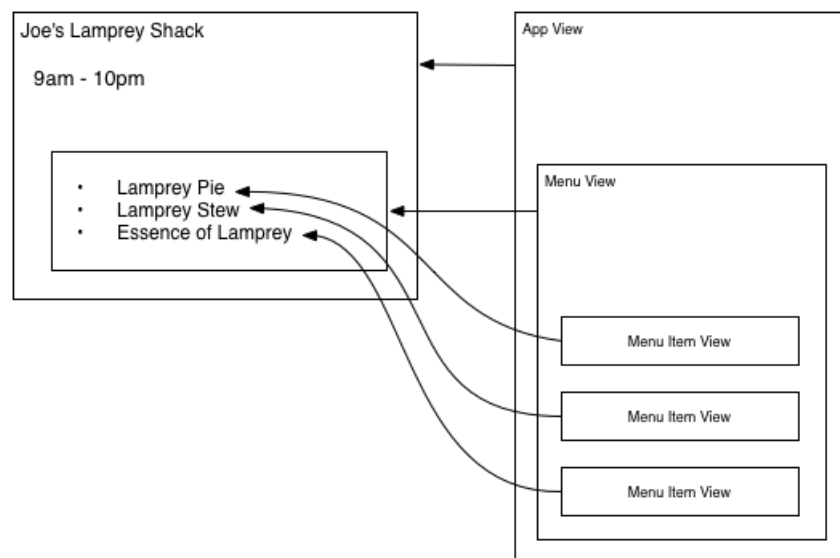 Joe's Lamprey Shack
9am - 10pm
• Lamprey Pie
• Lamprey Stew
• Essence of Lamprey
App View
Menu View
Menu Item View
Menu Item View
Menu Item View